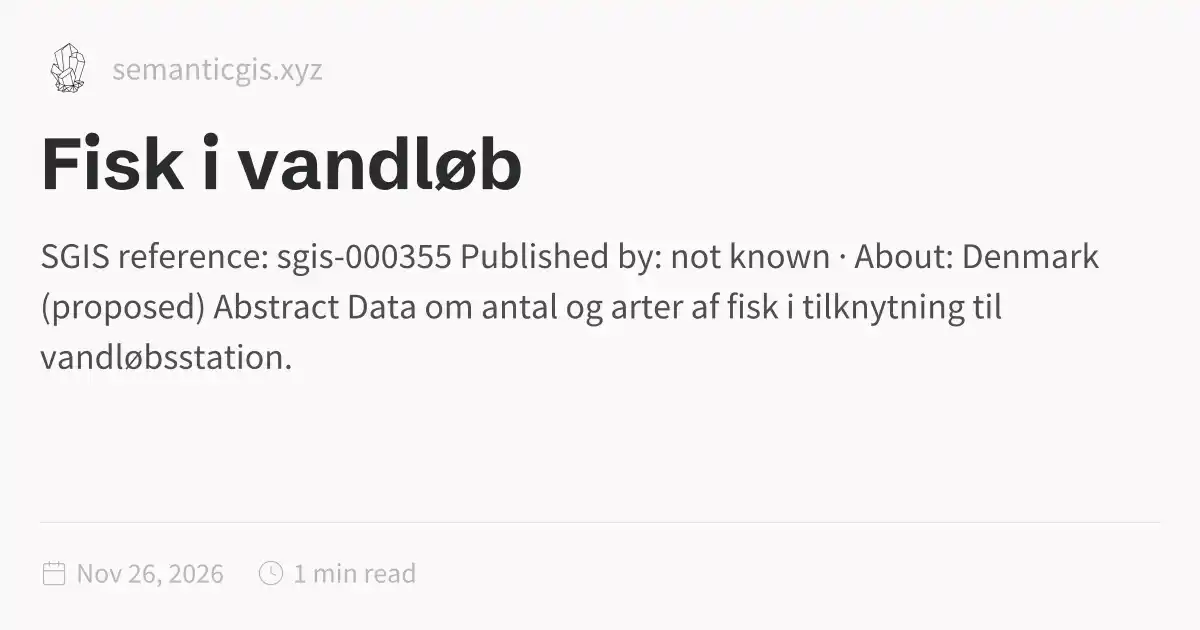 semanticgis.xyz
Fisk i vandløb
SGIS reference: sgis-000355 Published by: not known · About: Denmark
(proposed) Abstract Data om antal og arter af fisk i tilknytning til
vandløbsstation.
Nov 26, 2026 1 min read